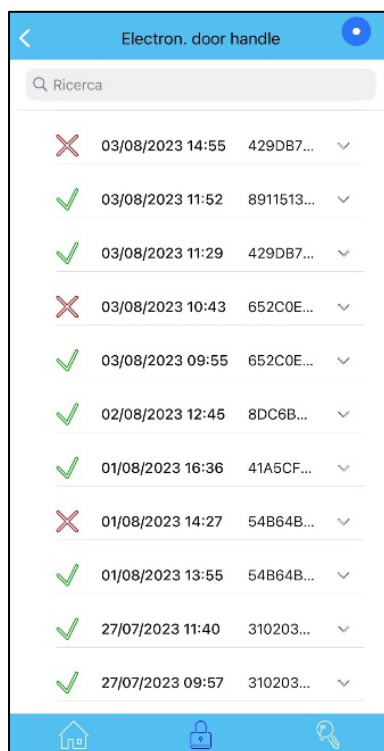 Electron. door handle
Ricerca
03/08/2023 14:55 429DB7...
03/08/2023 11:52 8911513...
03/08/2023 11:29 429DB7...
03/08/2023 10:43 652C0E...
03/08/2023 09:55 652C0E...
02/08/2023 12:45 8DC6B...
01/08/2023 16:36 41A5CF...
01/08/2023 14:27 54B64B...
01/08/2023 13:55 54B64B...
27/07/2023 11:40 310203...
27/07/2023 09:57 310203...